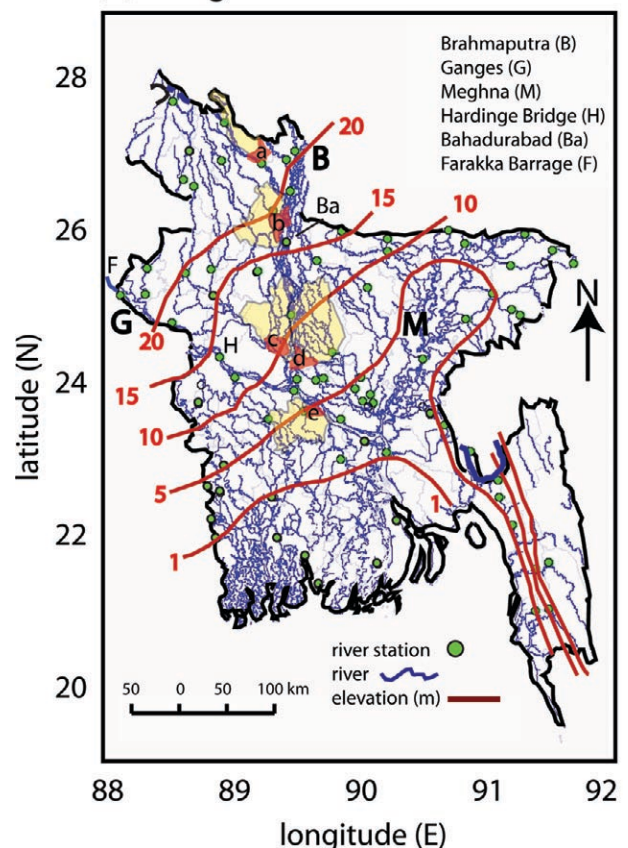 28
26
24
22
20
latitude (N)
88
89
90
91
92
longitude (E)
Brahmaputra (B)
Ganges (G)
Meghna (M)
Hardinge Bridge (H)
Bahadurabad (Ba)
Farakka Barrage (F)
20
a
B
15
10
Ba
b
F
G
N
M
20
H
c
d
15
10
e
5
1
1
river station
river
elevation (m)
50 0 50 100 km